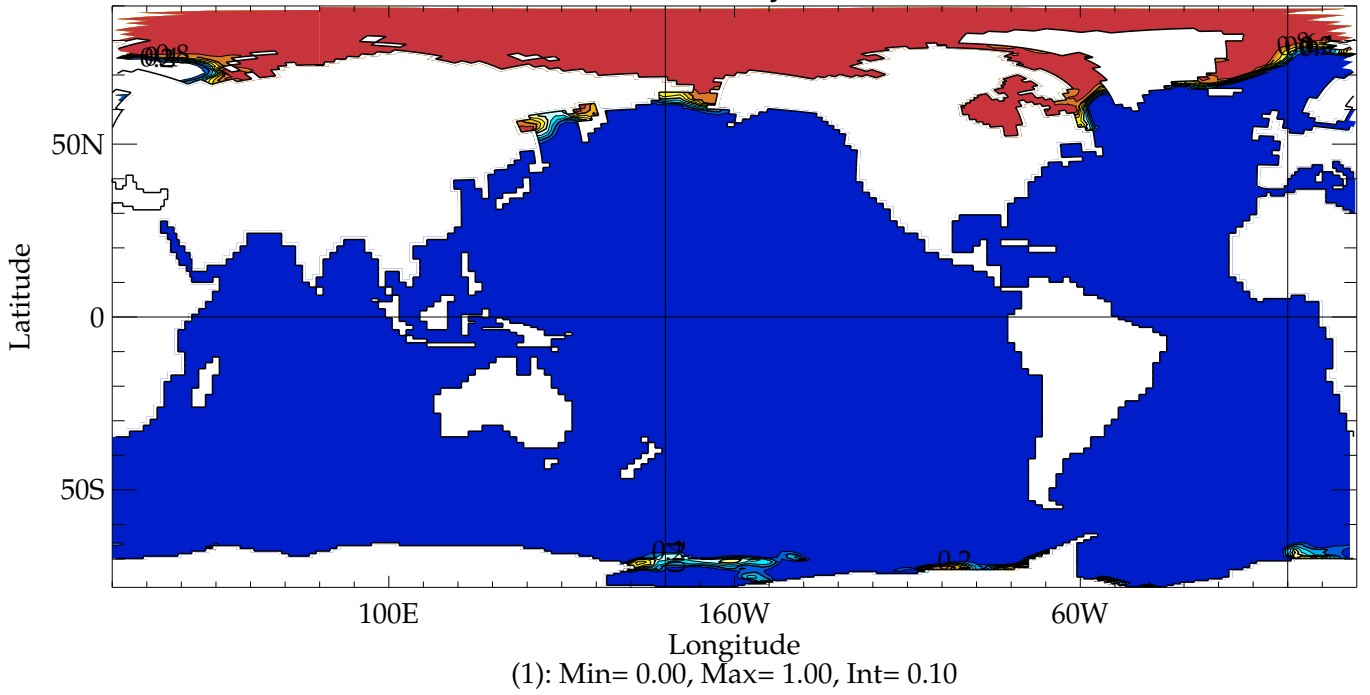 50N
0
50S
Latitude
100E 160W 60W
Longitude
(1): Min= 0.00, Max= 1.00, Int= 0.10
0.2